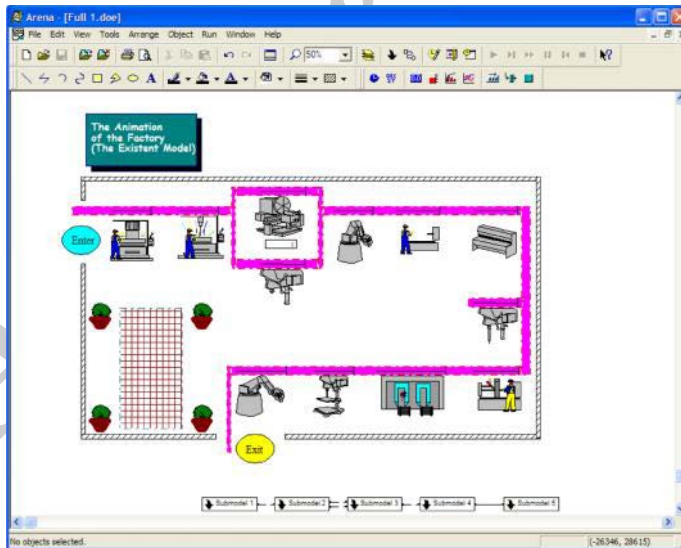 Arena - [Full 1.doe]
File Edit View Tools Arrange Object Run Window Help
50%
A A
The Animation
of the Factory
(The Existent Model)
Enter
Exit
Submodel 1 Submodel 2 Submodel 3 Submodel 4 Submodel 5
No objects selected. (-26346, 28615)